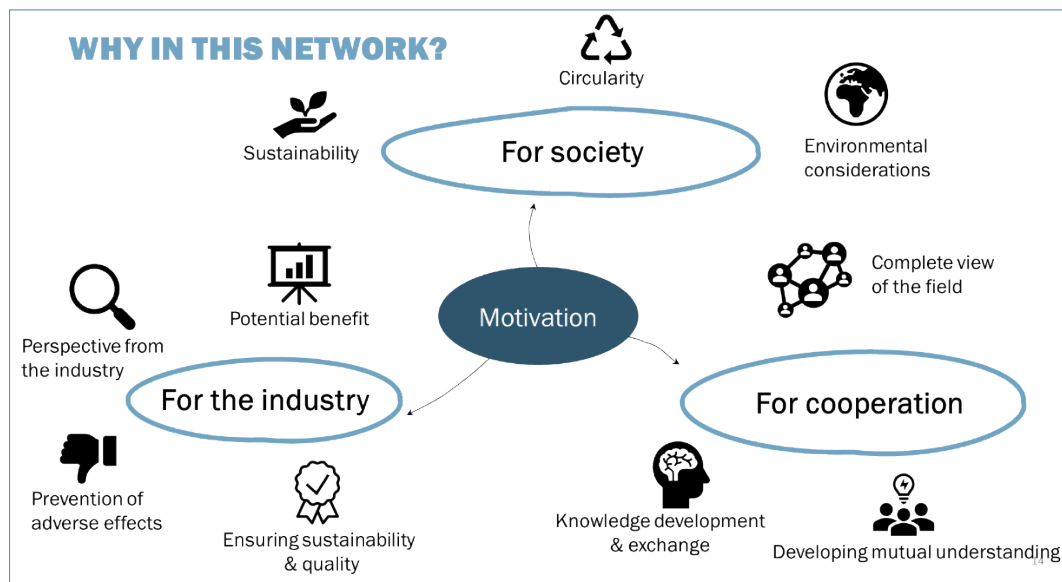 WHY IN THIS NETWORK?
Circularity
Sustainability
For society
Environmental
considerations
Complete view
of the field
Potential benefit
Motivation
Perspective from
the industry
For the industry
For cooperation
Prevention of
adverse effects
Ensuring sustainability
& quality
Knowledge development
& exchange
Developing mutual understanding
14